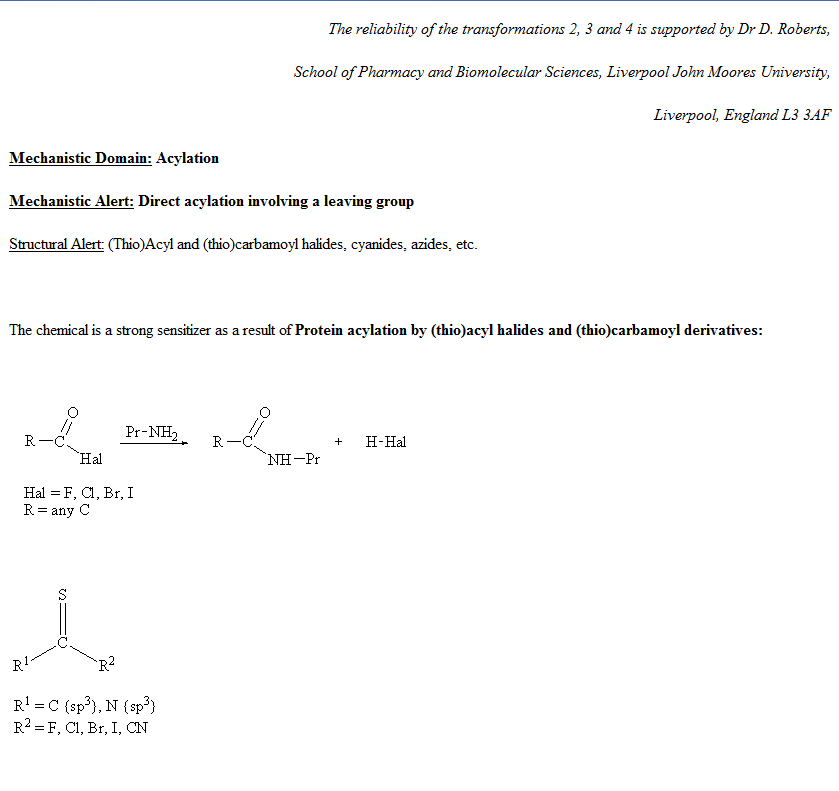 The reliability of the transformations 2, 3 and 4 is supported by Dr D. Roberts,
School of Pharmacy and Biomolecular Sciences, Liverpool John Moores University,
Liverpool, England L3 3AF
Mechanistic Domain: Acylation
Mechanistic Alert: Direct acylation involving a leaving group
Structural Alert: (Thio)Acyl and (thio)carbamoyl halides, cyanides, azides, etc.
The chemical is a strong sensitizer as a result of Protein acylation by (thio)acyl halides and (thio)carbamoyl derivatives:
O O
R—C Pr-NH₂ R—C + H-Hal
Hal NH—Pr
Hal = F, Cl, Br, I
R = any C
S
C
R¹ R²
R¹ = C (sp³), N (sp³)
R² = F, Cl, Br, I, CN